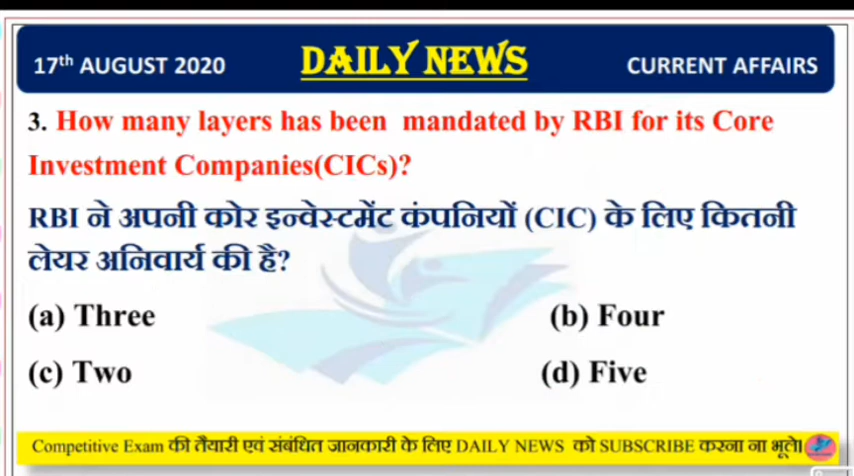 17th AUGUST 2020 DAILY NEWS CURRENT AFFAIRS
3. How many layers has been mandated by RBI for its Core
Investment Companies(CICs)?
RBI ने अपनी कोर इन्वेस्टमेंट कंपनियों (CIC) के लिए कितनी
लेयर अनिवार्य की है?
(a) Three (b) Four
(c) Two (d) Five
Competitive Exam की तैयारी एवं संबंधित जानकारी के लिए DAILY NEWS को SUBSCRIBE करना ना भूले।